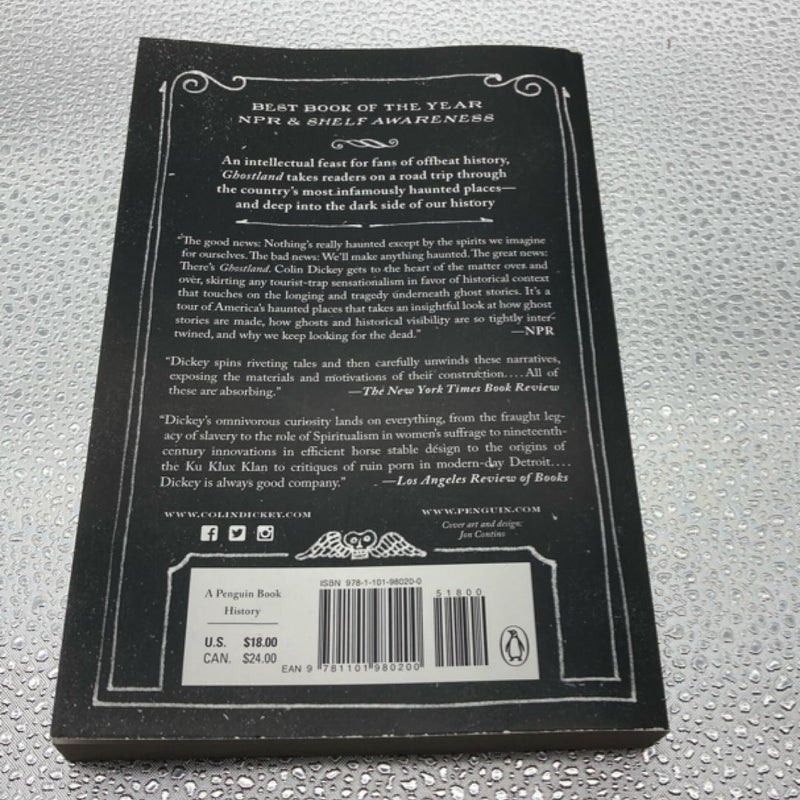 BEST BOOK OF THE YEAR
NPR & SHELF AWARENESS
An intellectual feast for fans of offbeat history,
Ghostland takes readers on a road trip through
the country's most infamously haunted places—
and deep into the dark side of our history
"The good news: Nothing's really haunted except by the spirits we imagine
for ourselves. The bad news: We'll make anything haunted. The great news:
There's Ghostland. Colin Dickey gets to the heart of the matter over and
over, skirting any tourist-trap sensationalism in favor of historical context
that touches on the longing and tragedy underneath ghost stories. It's a
tour of America's haunted places that takes an insightful look at how ghost
stories are made, how ghosts and historical visibility are so tightly inter-
twined, and why we keep looking for the dead." —NPR
"Dickey spins riveting tales and then carefully unwinds these narratives,
exposing the materials and motivations of their construction.... All of
these are absorbing." —The New York Times Book Review
"Dickey's omnivorous curiosity lands on everything, from the fraught leg-
acy of slavery to the role of Spiritualism in women's suffrage to nineteenth-
century innovations in efficient horse stable design to the origins of
the Ku Klux Klan to critiques of ruin porn in modern-day Detroit....
Dickey is always good company." —Los Angeles Review of Books
WWW.COLINDICKEY.COM
WWW.PENGUIN.COM
Cover art and design:
Jon Contino
A Penguin Book
History
U.S. $18.00
CAN. $24.00
ISBN 978-1-101-98020-0
51800
EAN 9 781101 980200